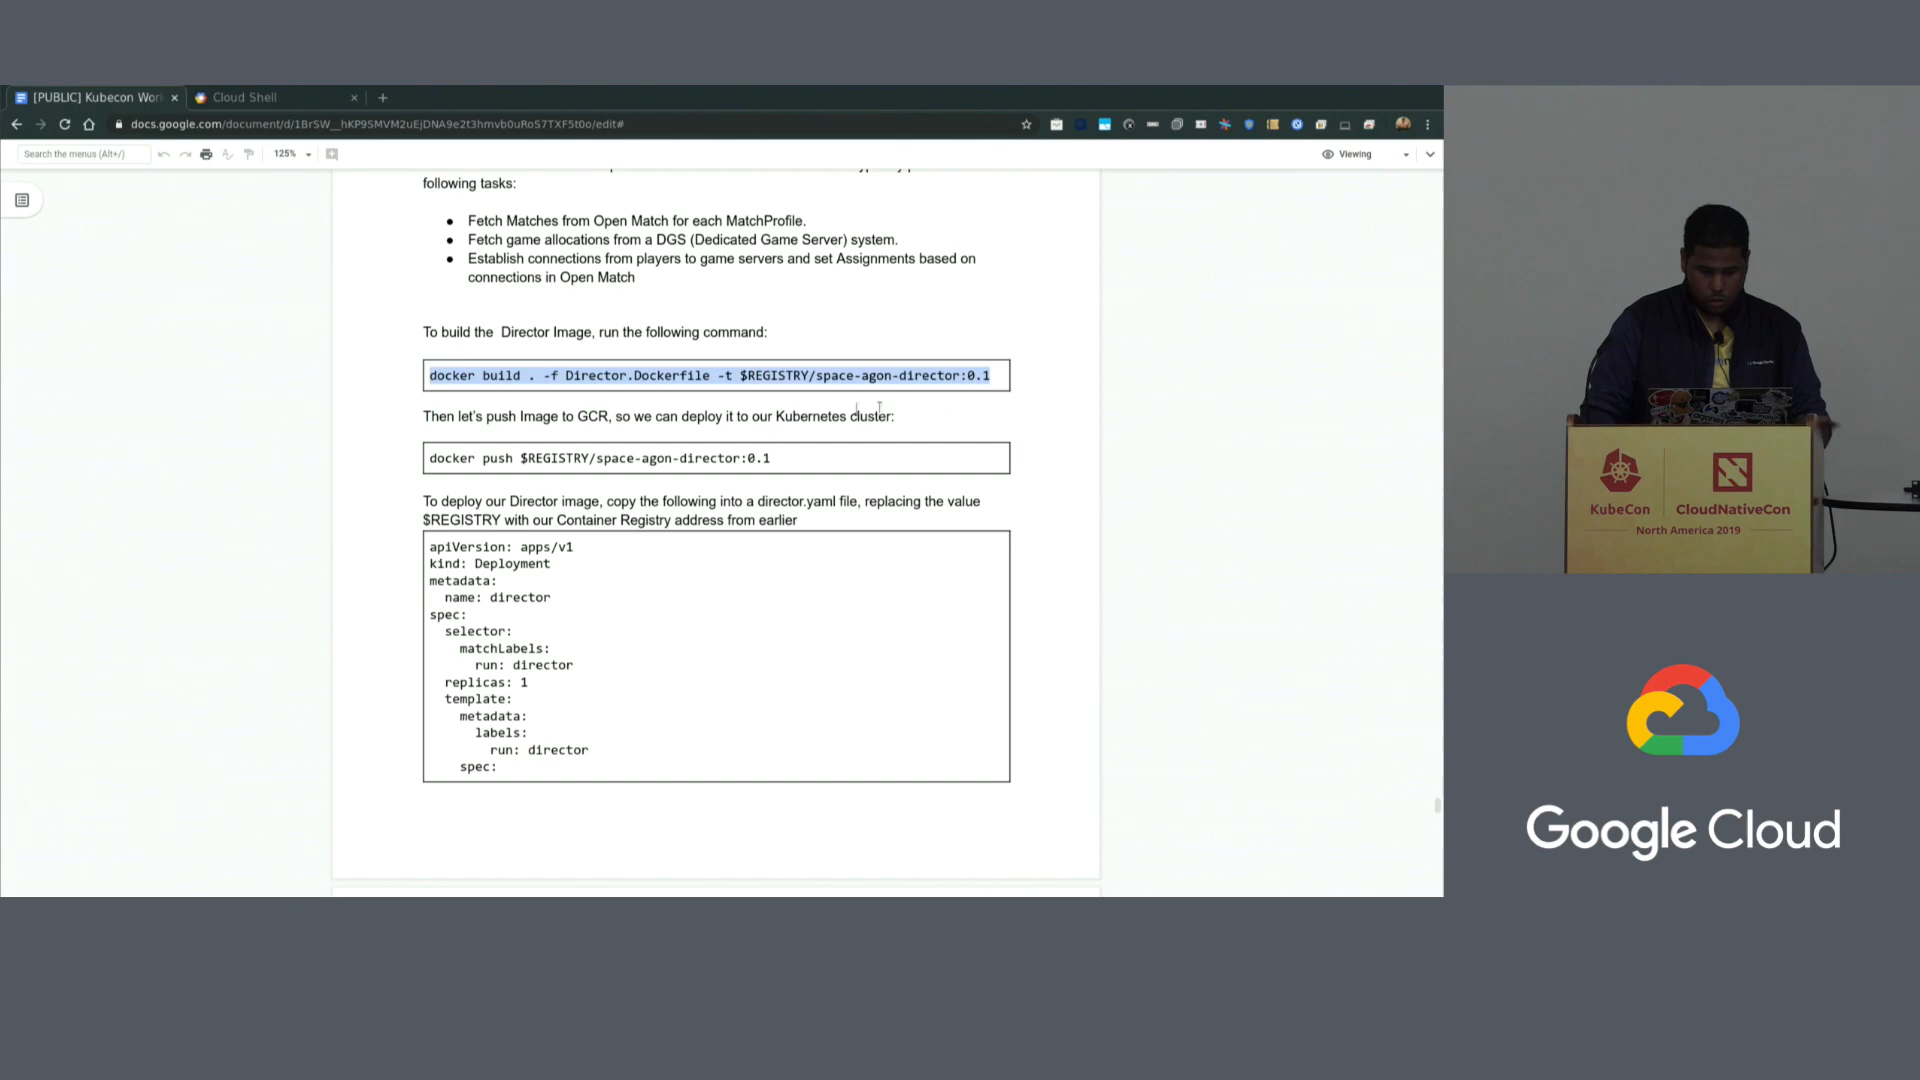 [PUBLIC] Kubecon Wor
Cloud Shell
docs.google.com/document/d/1BrSW__hKP9SMVM2uEjDNA9e2t3hmvb0uRoS7TXF5t0o/edit#
Search the menus (Alt+/)
125%
Viewing
following tasks:
● Fetch Matches from Open Match for each MatchProfile.
● Fetch game allocations from a DGS (Dedicated Game Server) system.
● Establish connections from players to game servers and set Assignments based on
connections in Open Match
To build the  Director Image, run the following command:
docker build . -f Director.Dockerfile -t $REGISTRY/space-agon-director:0.1
Then let's push Image to GCR, so we can deploy it to our Kubernetes cluster:
docker push $REGISTRY/space-agon-director:0.1
To deploy our Director image, copy the following into a director.yaml file, replacing the value
$REGISTRY with our Container Registry address from earlier
apiVersion: apps/v1
kind: Deployment
metadata:
  name: director
spec:
  selector:
    matchLabels:
      run: director
  replicas: 1
  template:
    metadata:
      labels:
        run: director
    spec:
KubeCon
CloudNativeCon
North America 2019
Google Cloud